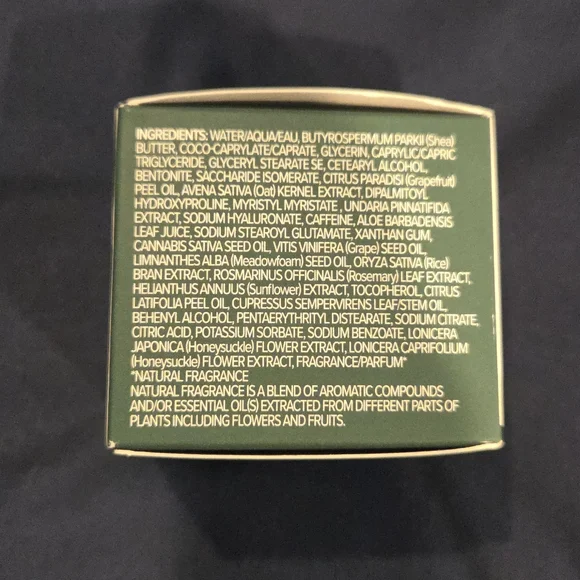 INGREDIENTS: WATER/AQUA/EAU, BUTYROSPERMUM PARKII (Shea)
BUTTER, COCO-CAPRYLATE/CAPRATE, GLYCERIN, CAPRYLIC/CAPRIC
TRIGLYCERIDE, GLYCERYL STEARATE SE, CETEARYL ALCOHOL,
BENTONITE, SACCHARIDE ISOMERATE, CITRUS PARADISI (Grapefruit)
PEEL OIL, AVENA SATIVA (Oat) KERNEL EXTRACT, DIPALMITOYL
HYDROXYPROLINE, MYRISTYL MYRISTATE , UNDARIA PINNATIFIDA
EXTRACT, SODIUM HYALURONATE, CAFFEINE, ALOE BARBADENSIS
LEAF JUICE, SODIUM STEAROYL GLUTAMATE, XANTHAN GUM,
CANNABIS SATIVA SEED OIL, VITIS VINIFERA (Grape) SEED OIL,
LIMNANTHES ALBA (Meadowfoam) SEED OIL, ORYZA SATIVA (Rice)
BRAN EXTRACT, ROSMARINUS OFFICINALIS (Rosemary) LEAF EXTRACT,
HELIANTHUS ANNUUS (Sunflower) EXTRACT, TOCOPHEROL, CITRUS
LATIFOLIA PEEL OIL, CUPRESSUS SEMPERVIRENS LEAF/STEM OIL,
BEHENYL ALCOHOL, PENTAERYTHRITYL DISTEARATE, SODIUM CITRATE,
CITRIC ACID, POTASSIUM SORBATE, SODIUM BENZOATE, LONICERA
JAPONICA (Honeysuckle) FLOWER EXTRACT, LONICERA CAPRIFOLIUM
(Honeysuckle) FLOWER EXTRACT, FRAGRANCE/PARFUM*
*NATURAL FRAGRANCE
NATURAL FRAGRANCE IS A BLEND OF AROMATIC COMPOUNDS
AND/OR ESSENTIAL OIL(S) EXTRACTED FROM DIFFERENT PARTS OF
PLANTS INCLUDING FLOWERS AND FRUITS.